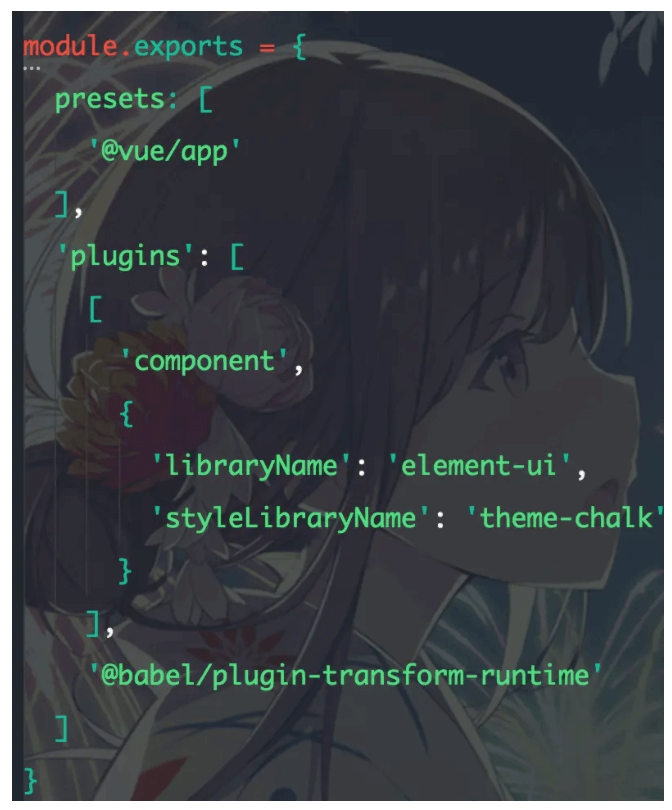 module.exports = {
  presets: [
    '@vue/app'
  ],
  'plugins': [
    [
      'component',
      {
        'libraryName': 'element-ui',
        'styleLibraryName': 'theme-chalk'
      }
    ],
    '@babel/plugin-transform-runtime'
  ]
}